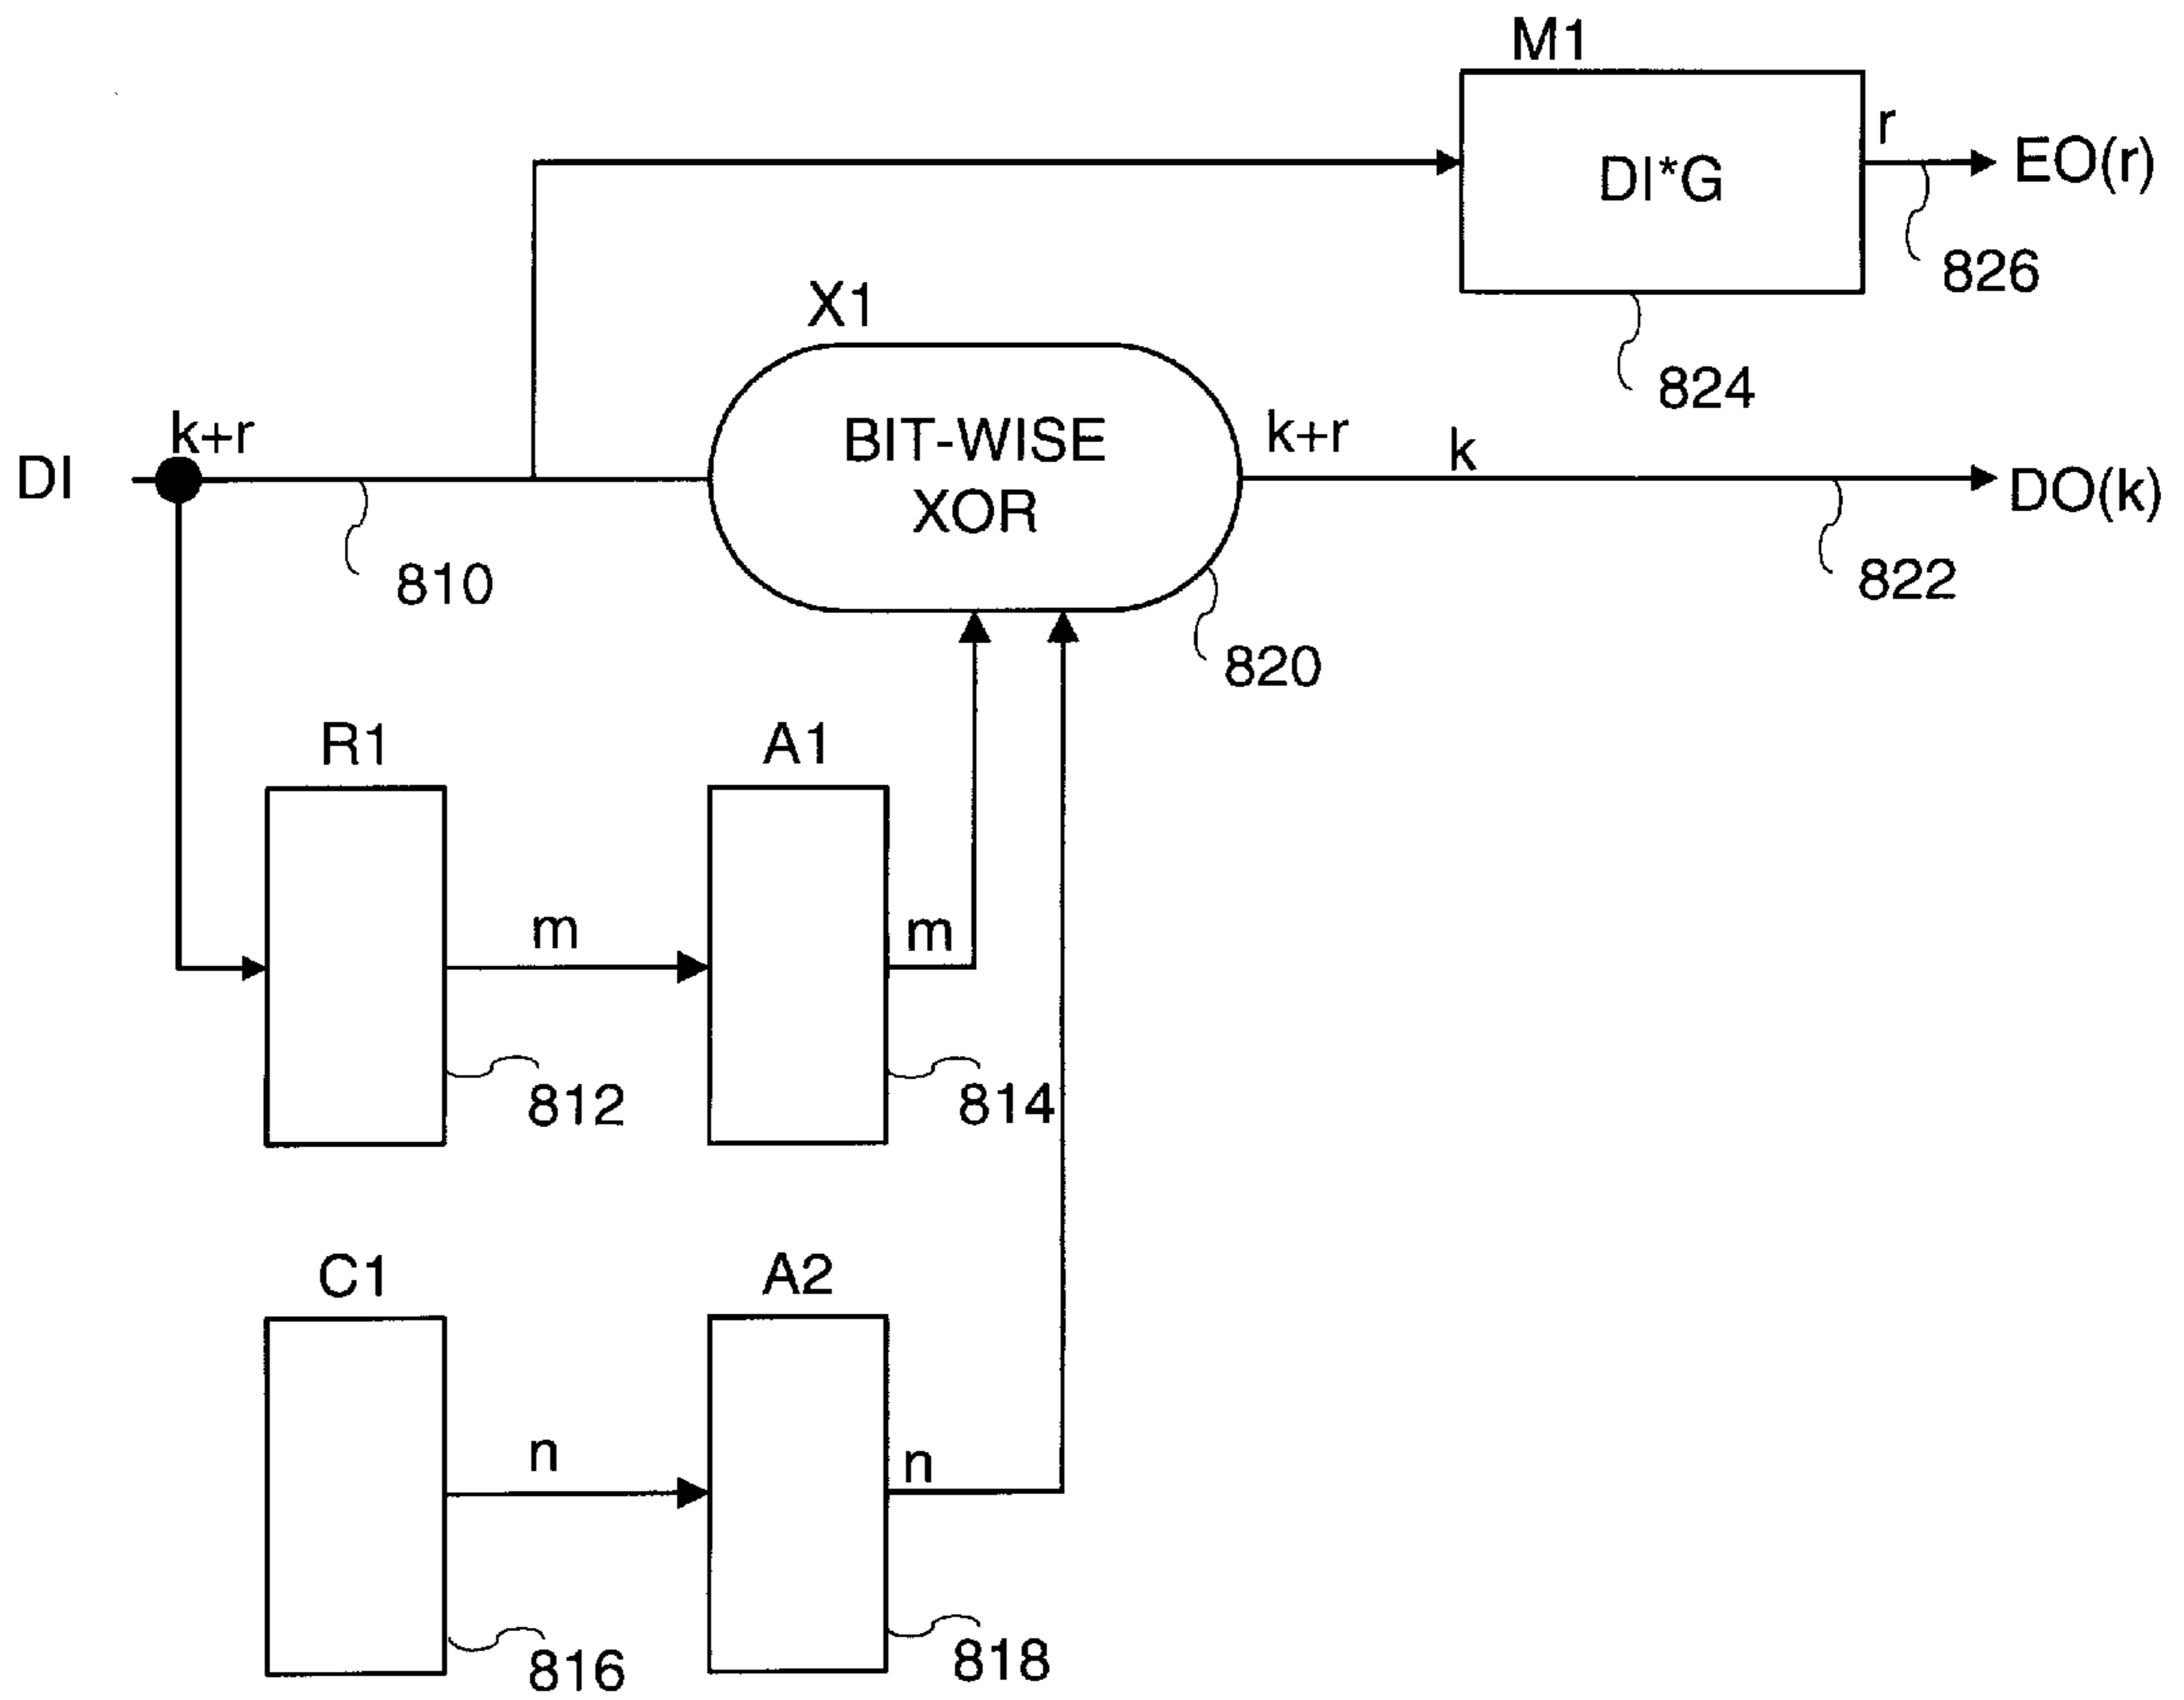 M1
r
DI*G
EO(r)
826
X1
824
k+r
BIT-WISE
XOR
k+r
k
DI
DO(k)
810
822
820
R1
A1
m
m
812
814
C1
A2
n
n
816
818